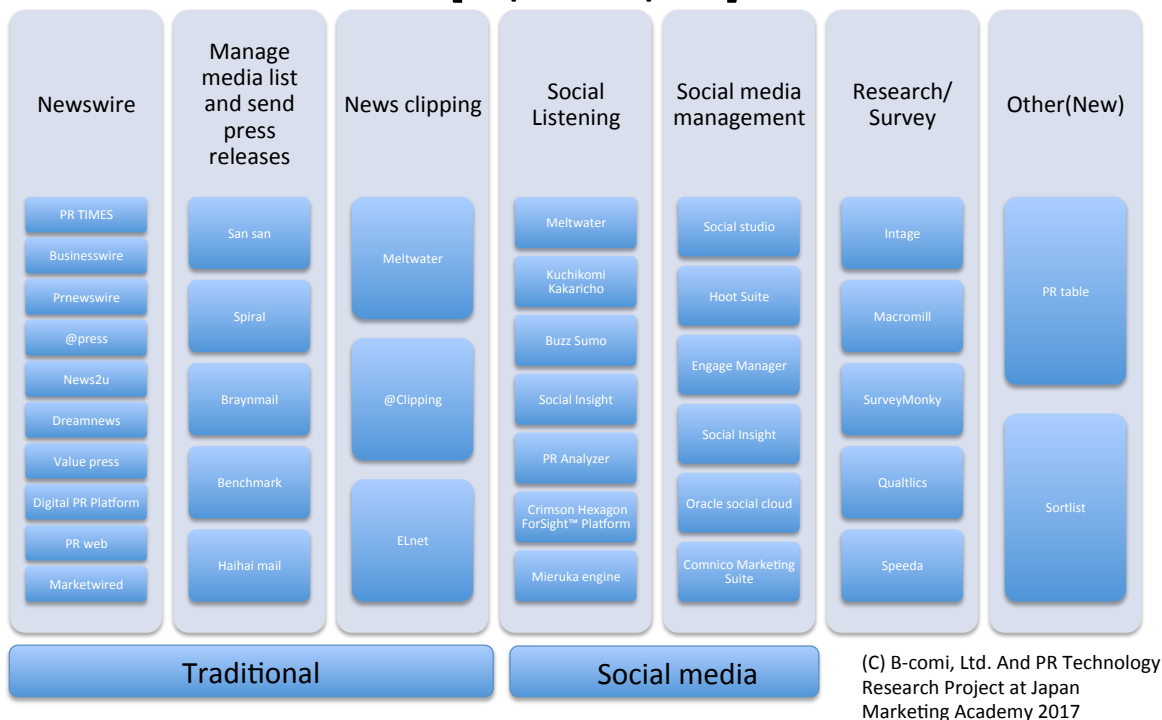 Newswire
PR TIMES
Businesswire
Prnewswire
@press
News2u
Dreamnews
Value press
Digital PR Platform
PR web
Marketwired
Manage
media list
and send
press
releases
San san
Spiral
Braynmail
Benchmark
Haihai mail
News clipping
Meltwater
@Clipping
ELnet
Social
Listening
Meltwater
Kuchikomi
Kakaricho
Buzz Sumo
Social Insight
PR Analyzer
Crimson Hexagon
ForSight™ Platform
Mieruka engine
Social media
management
Social studio
Hoot Suite
Engage Manager
Social Insight
Oracle social cloud
Comnico Marketing
Suite
Research/
Survey
Intage
Macromill
SurveyMonky
Qualtlics
Speeda
Other(New)
PR table
Sortlist
Traditional
Social media
(C) B-comi, Ltd. And PR Technology
Research Project at Japan
Marketing Academy 2017